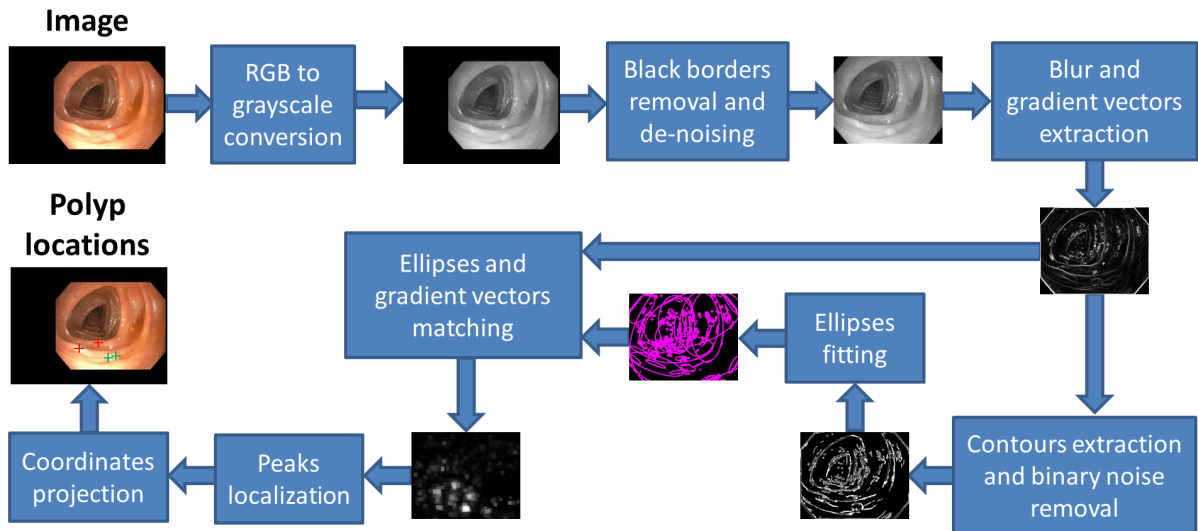 Image
RGB to
grayscale
conversion
Black borders
removal and
de-noising
Blur and
gradient vectors
extraction
Polyp
locations
Ellipses and
gradient vectors
matching
Ellipses
fitting
Coordinates
projection
Peaks
localization
Contours extraction
and binary noise
removal